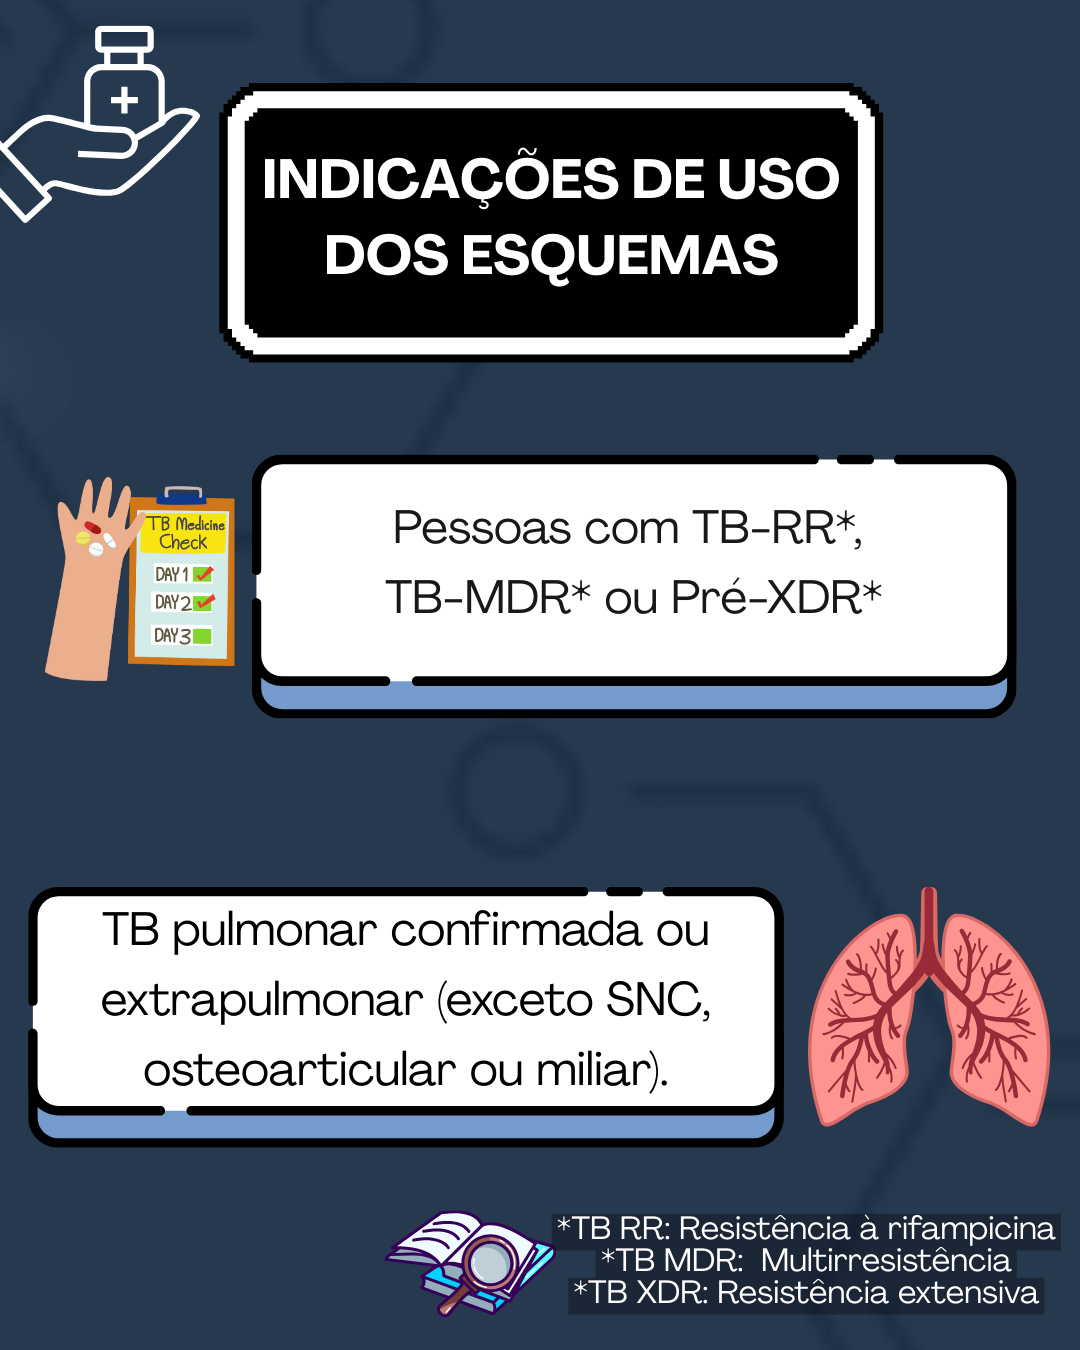 INDICAÇÕES DE USO
DOS ESQUEMAS
TB Medicine
Check
DAY 1
DAY 2
DAY 3
Pessoas com TB-RR*,
TB-MDR* ou Pré-XDR*
TB pulmonar confirmada ou
extrapulmonar (exceto SNC,
osteoarticular ou miliar).
*TB RR: Resistência à rifampicina
*TB MDR: Multirresistência
*TB XDR: Resistência extensiva